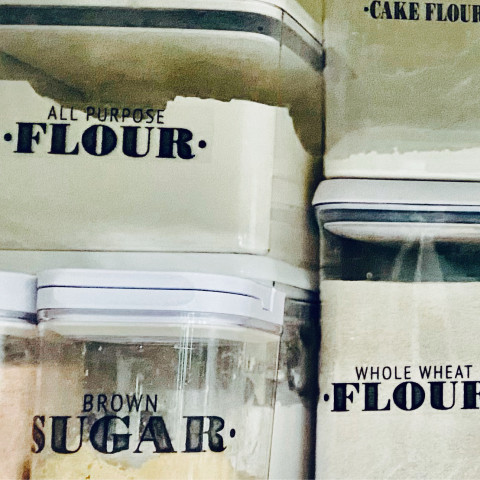 ALL PURPOSE
·FLOUR·
·CAKE FLOUR
BROWN
SUGAR·
WHOLE WHEAT
·FLOUR